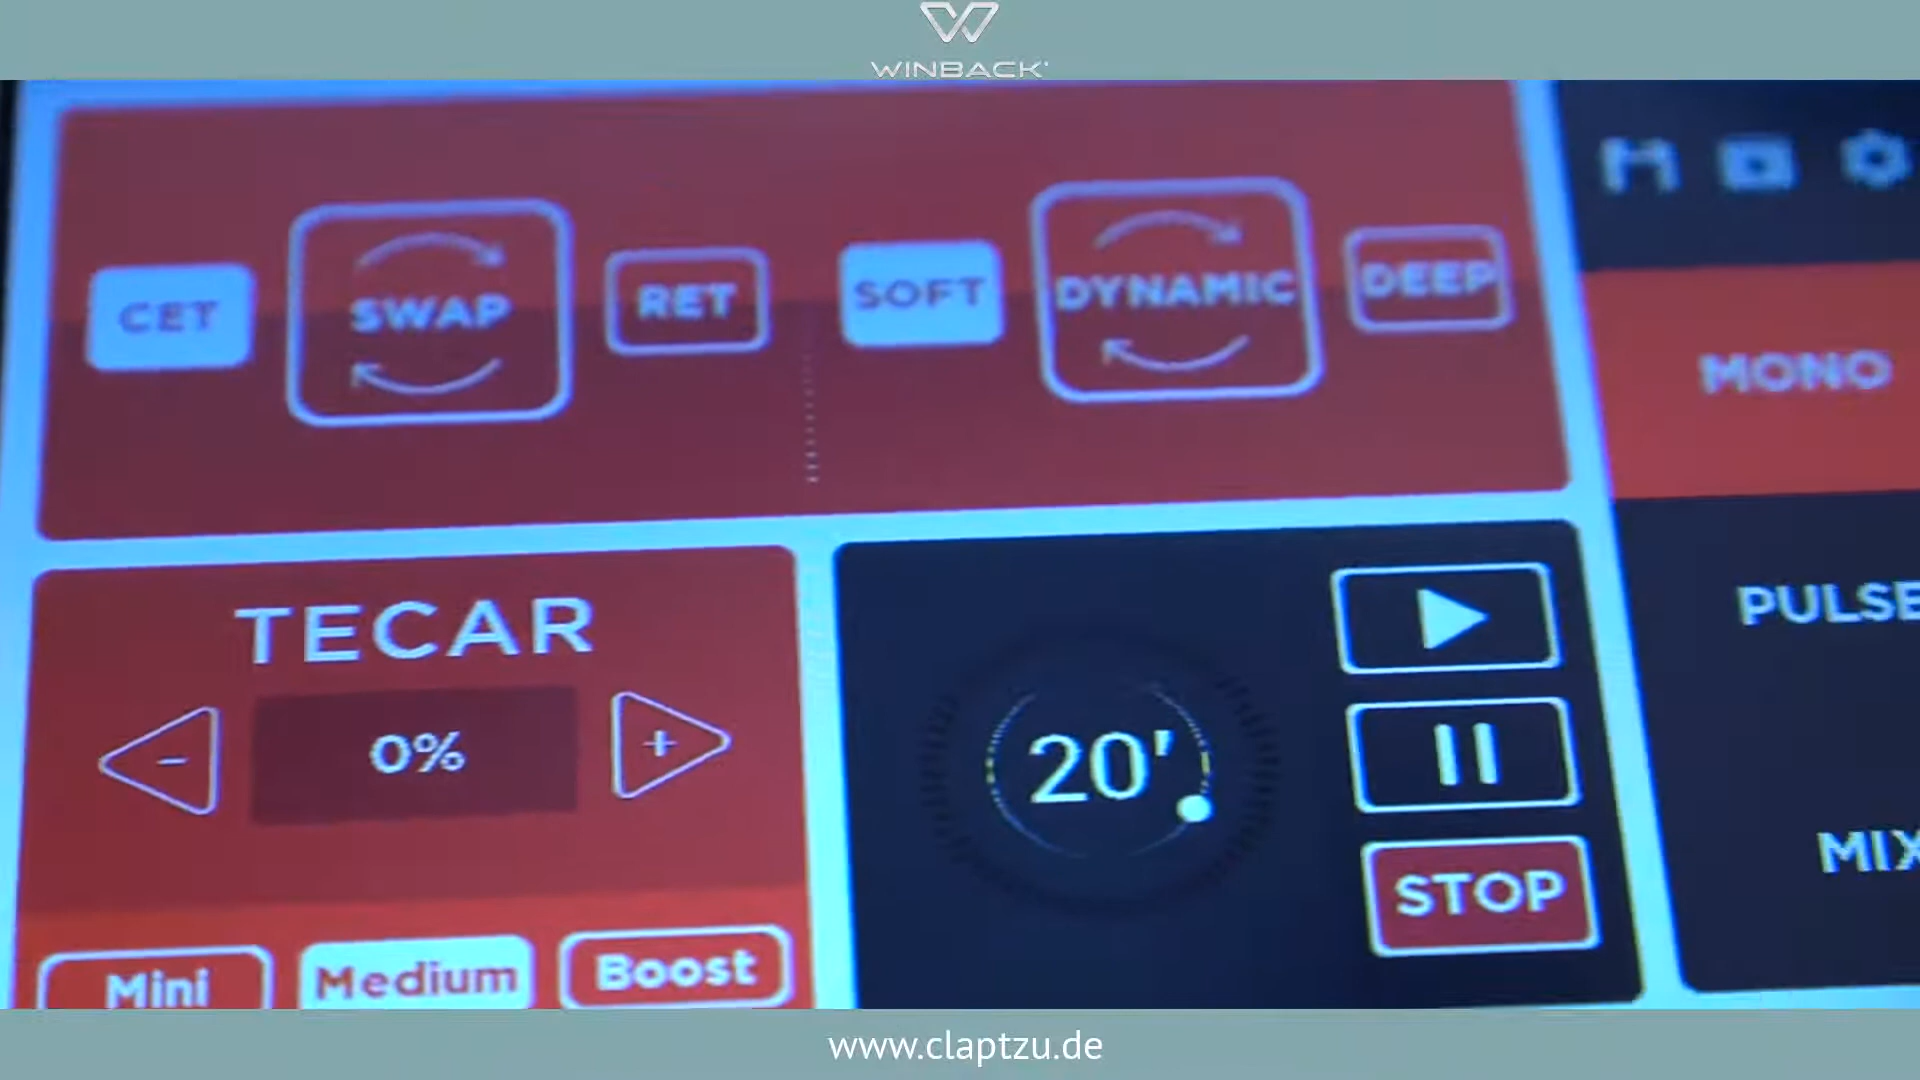 WINBACK
CET
SWAP
RET
SOFT
DYNAMIC
DEEP
MONO
TECAR
-
0%
+
20'
PULSE
MIX
STOP
Mini
Medium
Boost
www.claptzu.de